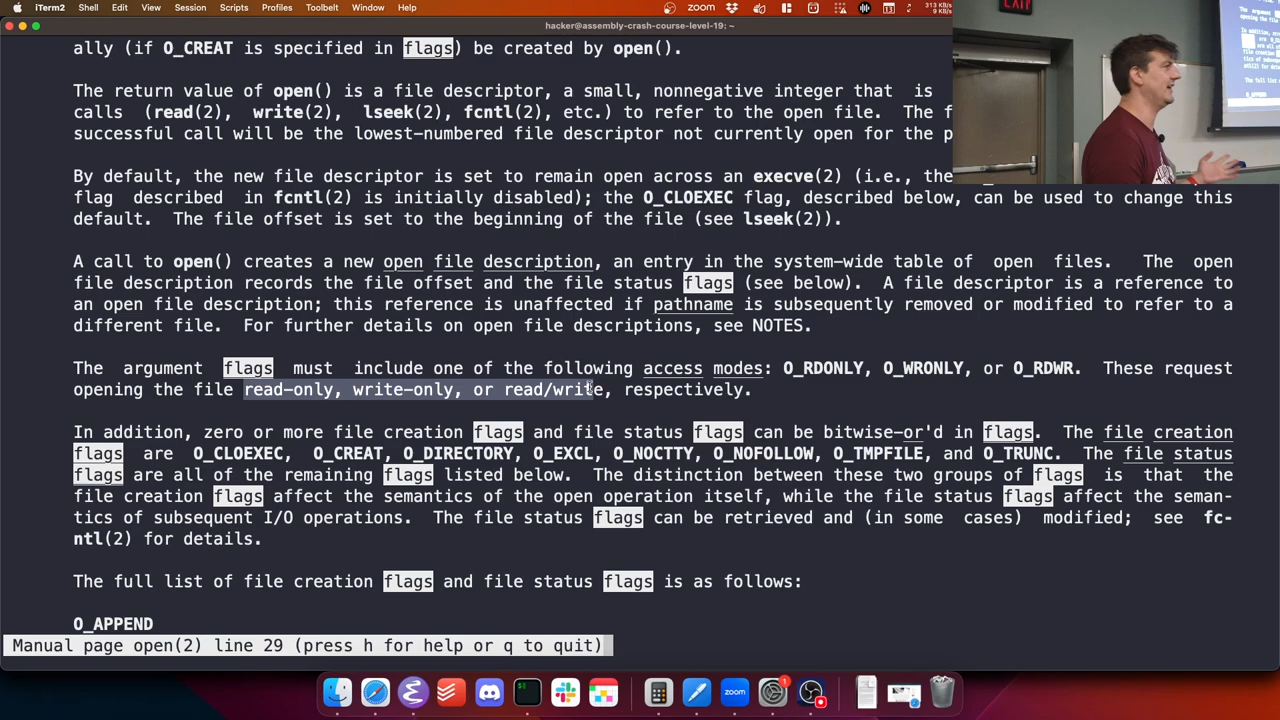 iTerm2 Shell Edit View Session Scripts Profiles Toolbelt Window Help zoom 313 KB 9 KB/s
hacker@assembly-crash-course-level-19: ~
EXIT
ally (if O_CREAT is specified in flags) be created by open().
The return value of open() is a file descriptor, a small, nonnegative integer that is
calls (read(2), write(2), lseek(2), fcntl(2), etc.) to refer to the open file. The f
successful call will be the lowest-numbered file descriptor not currently open for the p
By default, the new file descriptor is set to remain open across an execve(2) (i.e., the
flag described in fcntl(2) is initially disabled); the O_CLOEXEC flag, described below, can be used to change this
default. The file offset is set to the beginning of the file (see lseek(2)).
A call to open() creates a new open file description, an entry in the system-wide table of open files. The open
file description records the file offset and the file status flags (see below). A file descriptor is a reference to
an open file description; this reference is unaffected if pathname is subsequently removed or modified to refer to a
different file. For further details on open file descriptions, see NOTES.
The argument flags must include one of the following access modes: O_RDONLY, O_WRONLY, or O_RDWR. These request
opening the file read-only, write-only, or read/write, respectively.
In addition, zero or more file creation flags and file status flags can be bitwise-or'd in flags. The file creation
flags are O_CLOEXEC, O_CREAT, O_DIRECTORY, O_EXCL, O_NOCTTY, O_NOFOLLOW, O_TMPFILE, and O_TRUNC. The file status
flags are all of the remaining flags listed below. The distinction between these two groups of flags is that the
file creation flags affect the semantics of the open operation itself, while the file status flags affect the seman-
tics of subsequent I/O operations. The file status flags can be retrieved and (in some cases) modified; see fc-
ntl(2) for details.
The full list of file creation flags and file status flags is as follows:
O_APPEND
Manual page open(2) line 29 (press h for help or q to quit)
zoom
1